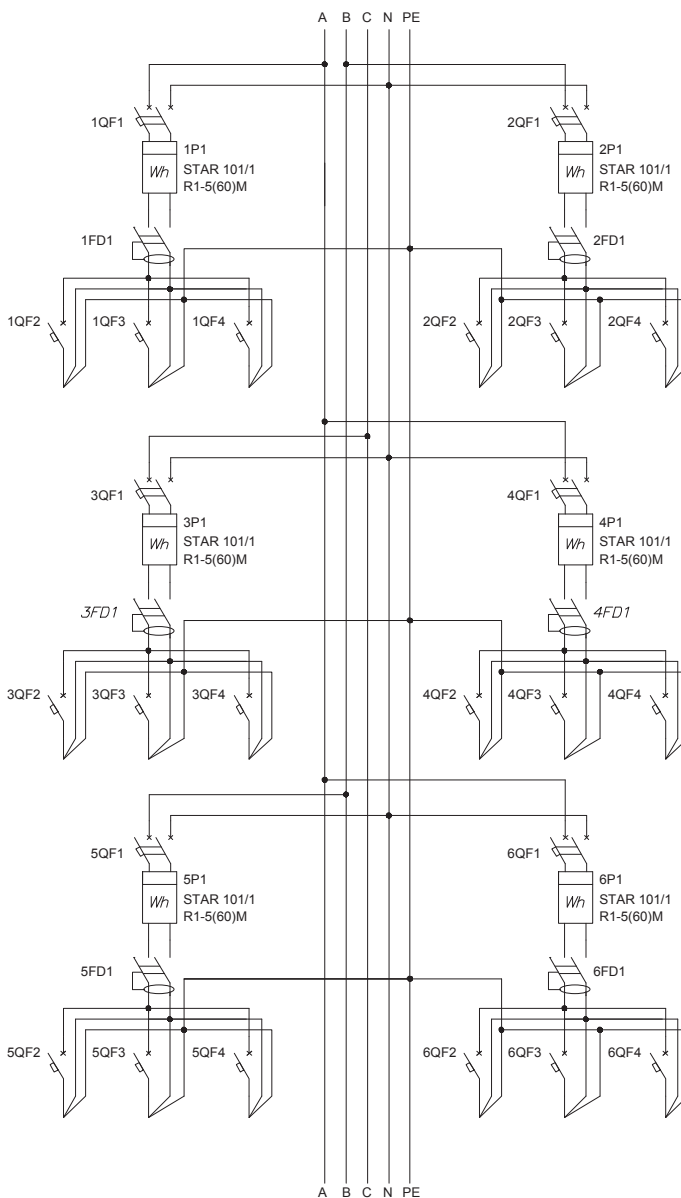 A B C N PE
1QF1
1P1
Wh
STAR 101/1
R1-5(60)M
1FD1
1QF2 1QF3 1QF4
2QF1
2P1
Wh
STAR 101/1
R1-5(60)M
2FD1
2QF2 2QF3 2QF4
3QF1
3P1
Wh
STAR 101/1
R1-5(60)M
3FD1
3QF2 3QF3 3QF4
4QF1
4P1
Wh
STAR 101/1
R1-5(60)M
4FD1
4QF2 4QF3 4QF4
5QF1
5P1
Wh
STAR 101/1
R1-5(60)M
5FD1
5QF2 5QF3 5QF4
6QF1
6P1
Wh
STAR 101/1
R1-5(60)M
6FD1
6QF2 6QF3 6QF4
A B C N PE